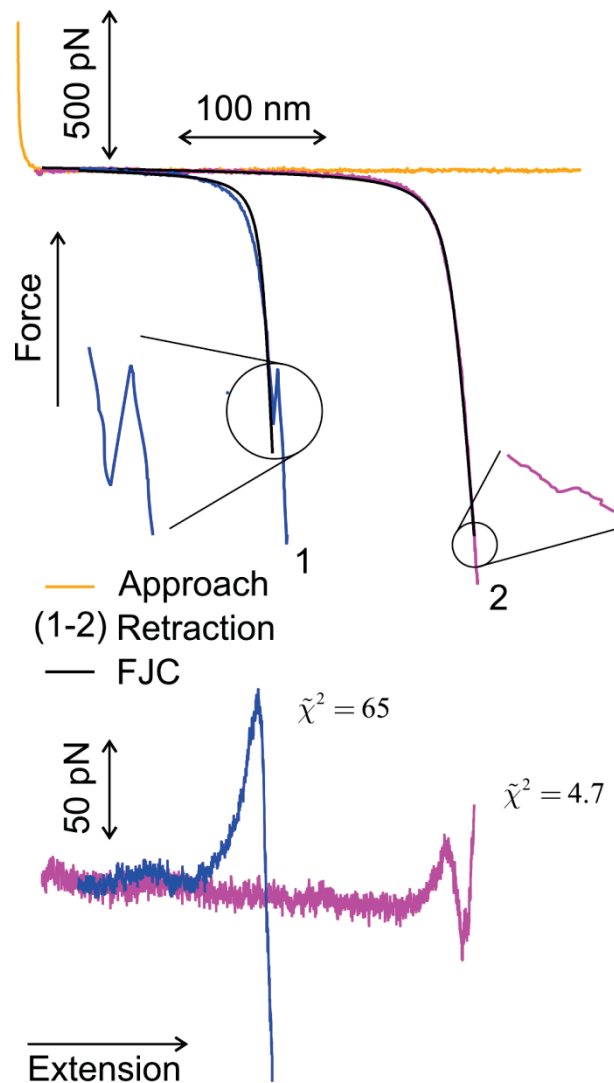 500 pN
100 nm
Force
1
2
Approach
(1-2) Retraction
FJC
χ̃² = 65
50 pN
χ̃² = 4.7
Extension